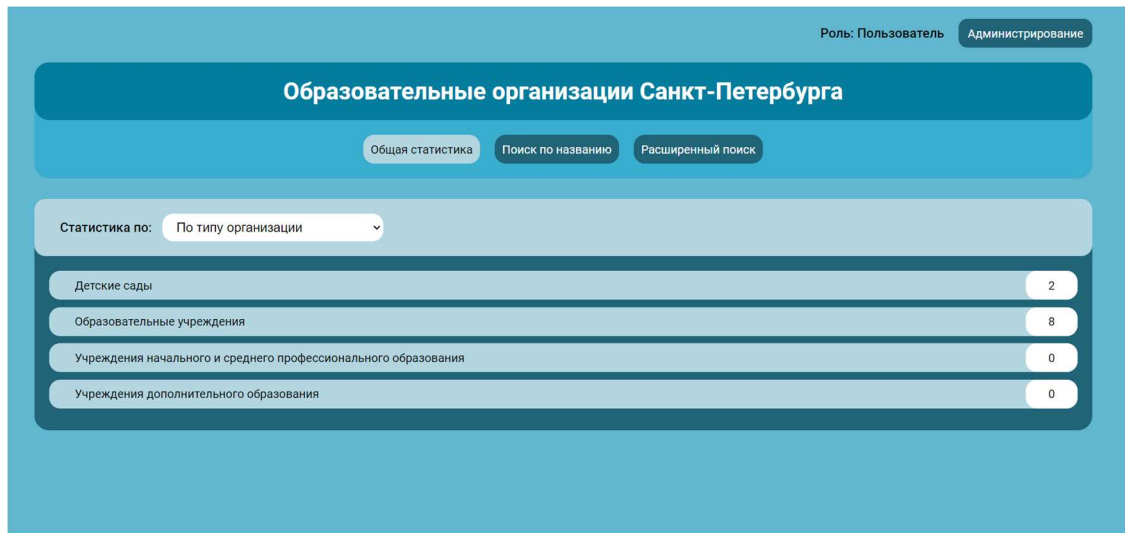 Роль: Пользователь Администрирование
Образовательные организации Санкт-Петербурга
Общая статистика Поиск по названию Расширенный поиск
Статистика по: По типу организации
Детские сады 2
Образовательные учреждения 8
Учреждения начального и среднего профессионального образования 0
Учреждения дополнительного образования 0